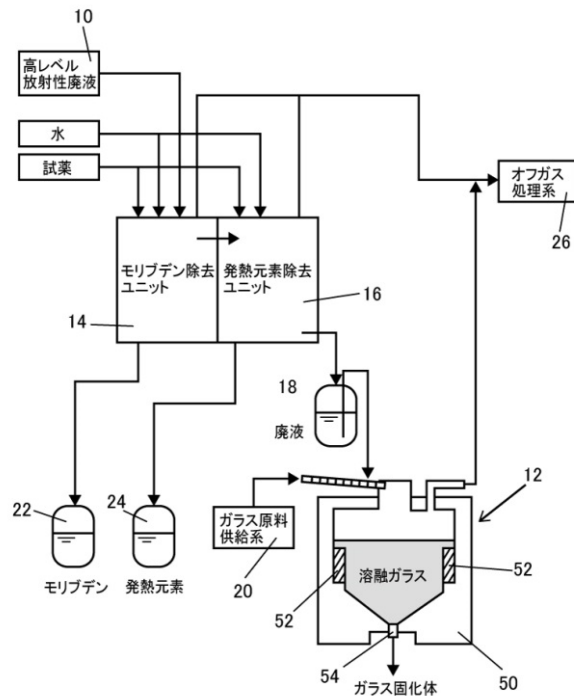 10
高レベル
放射性廃液
水
試薬
オフガス
処理系
26
モリブデン除去
ユニット
発熱元素除去
ユニット
14
16
18
廃液
22
24
12
ガラス原料
供給系
モリブデン
発熱元素
20
溶融ガラス
52
52
54
50
ガラス固化体